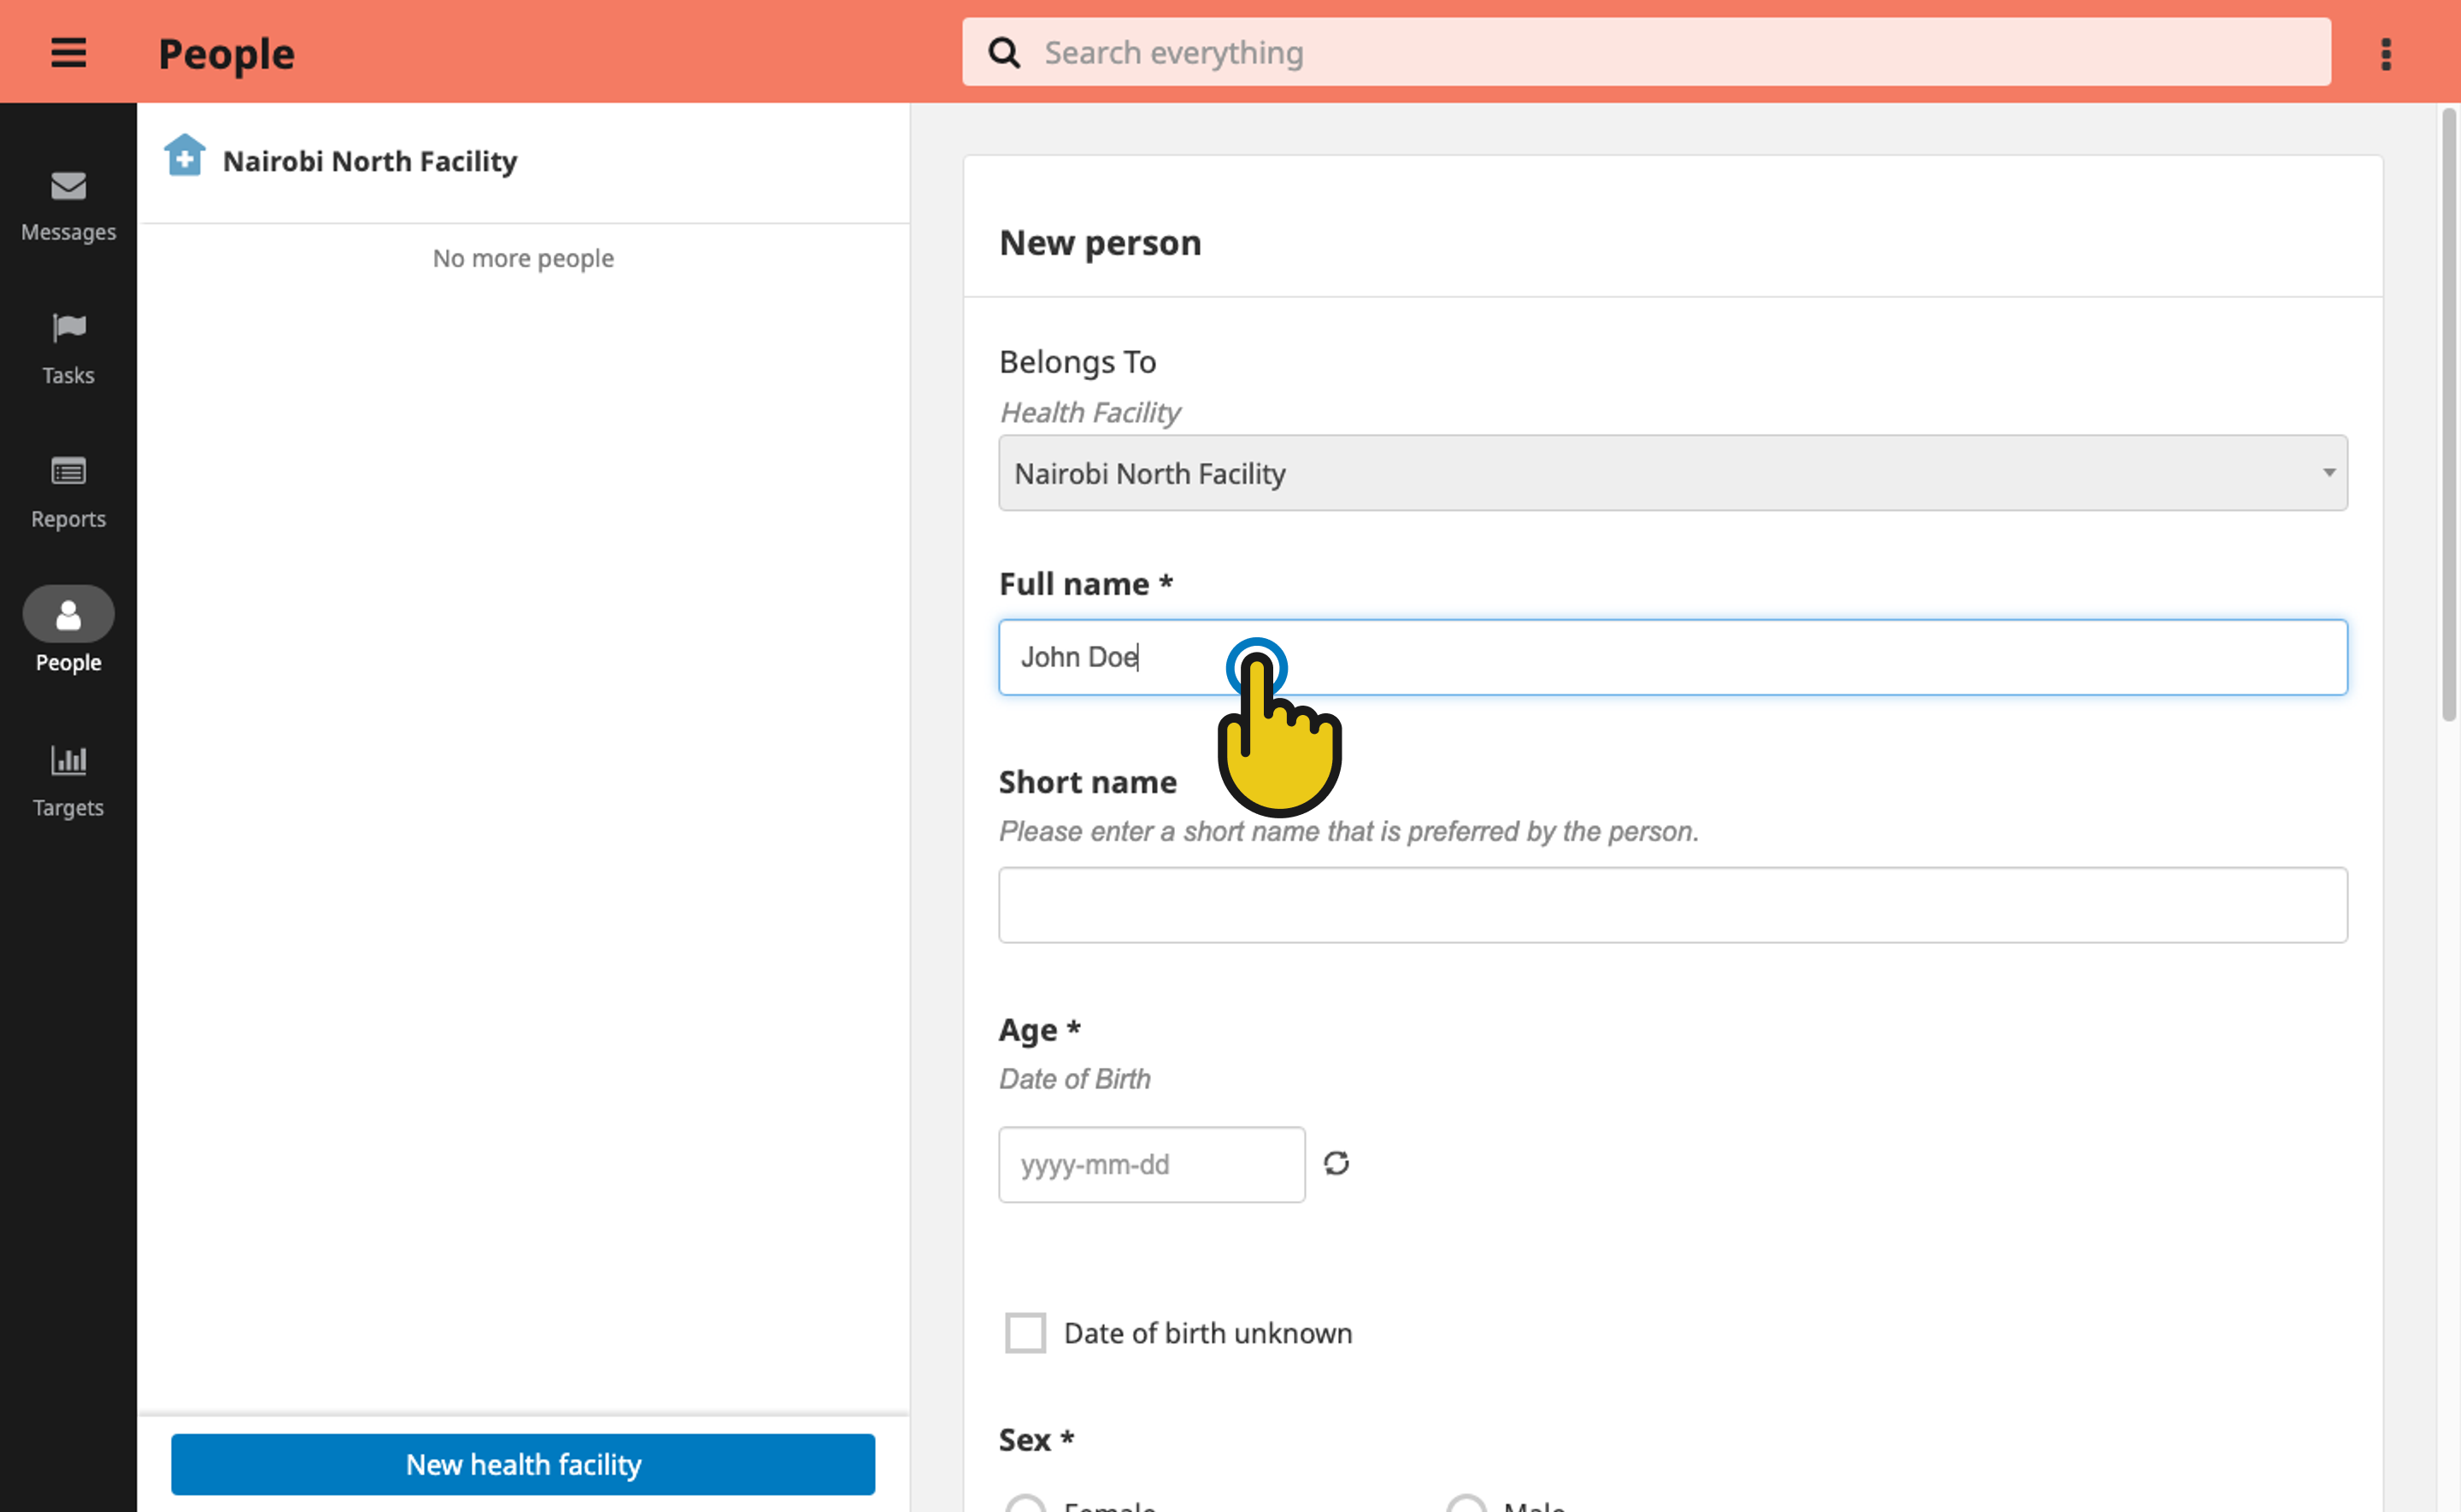 People
Search everything
Messages
Tasks
Reports
People
Targets
Nairobi North Facility
No more people
New health facility
New person
Belongs To
Health Facility
Nairobi North Facility
Full name *
John Doe
Short name
Please enter a short name that is preferred by the person.
Age *
Date of Birth
yyyy-mm-dd
Date of birth unknown
Sex *
Female
Male